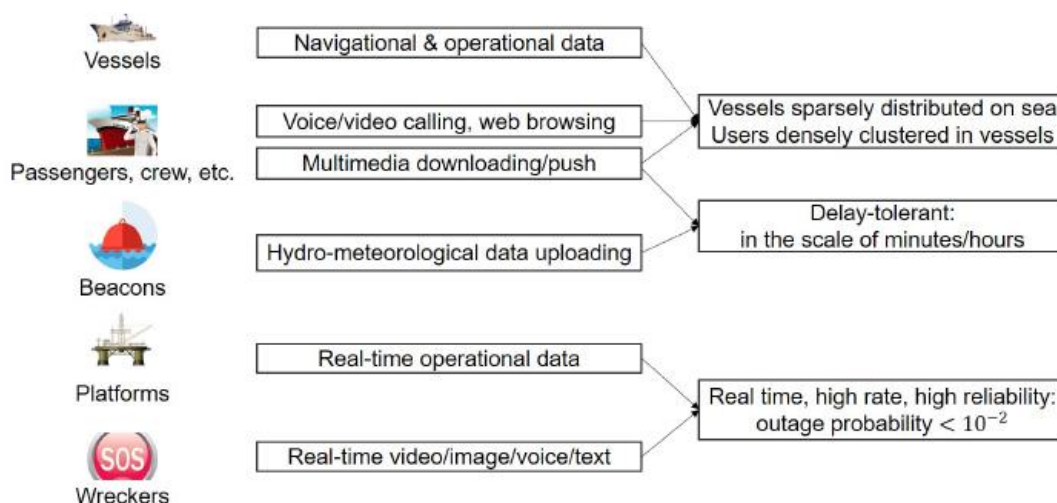 Vessels
Navigational & operational data
Vessels sparsely distributed on sea
Users densely clustered in vessels
Voice/video calling, web browsing
Multimedia downloading/push
Passengers, crew, etc.
Delay-tolerant:
in the scale of minutes/hours
Hydro-meteorological data uploading
Beacons
Real-time operational data
Platforms
Real time, high rate, high reliability:
outage probability < 10⁻²
SOS
Real-time video/image/voice/text
Wreckers